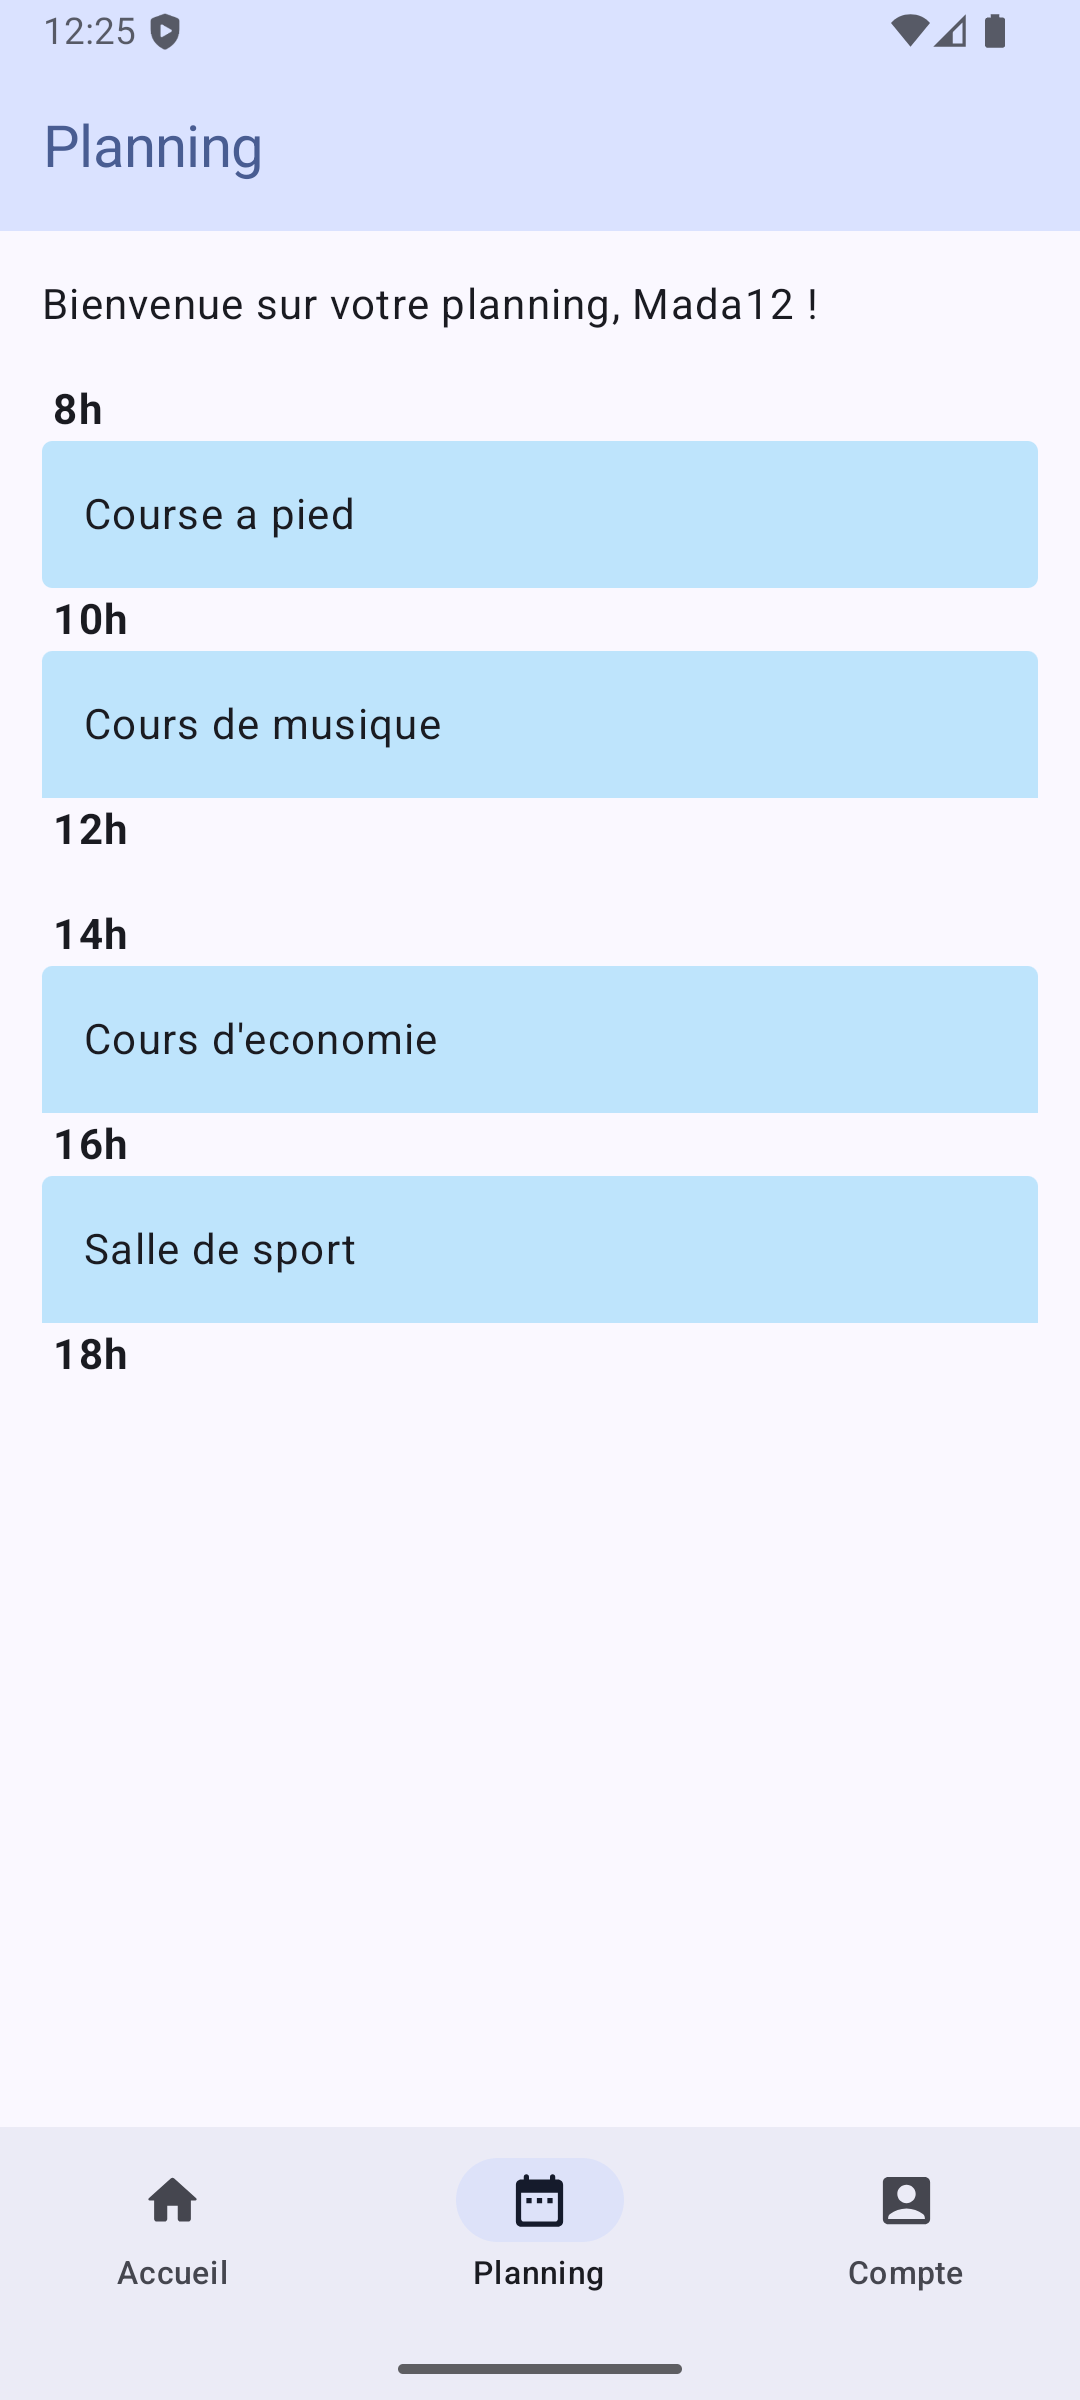 12:25
Planning
Bienvenue sur votre planning, Mada12 !
8h
Course a pied
10h
Cours de musique
12h
14h
Cours d'economie
16h
Salle de sport
18h
Accueil
Planning
Compte